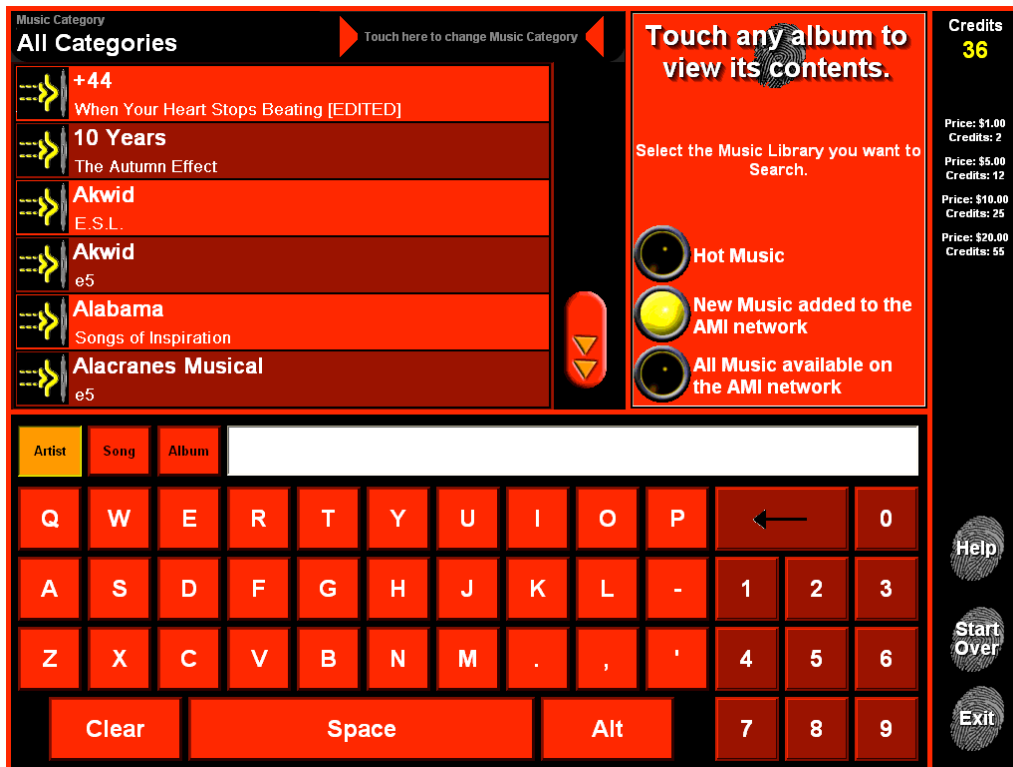 Music Category
All Categories
Touch here to change Music Category
+44
When Your Heart Stops Beating [EDITED]
10 Years
The Autumn Effect
Akwid
E.S.L.
Akwid
e5
Alabama
Songs of Inspiration
Alacranes Musical
e5
Touch any album to
view its contents.
Select the Music Library you want to
Search.
Hot Music
New Music added to the
AMI network
All Music available on
the AMI network
Credits
36
Price: $1.00
Credits: 2
Price: $5.00
Credits: 12
Price: $10.00
Credits: 25
Price: $20.00
Credits: 55
Artist Song Album
Q W E R T Y U I O P 0
A S D F G H J K L - 1 2 3
Z X C V B N M . , ' 4 5 6
Clear Space Alt 7 8 9
Help
Start
Over
Exit